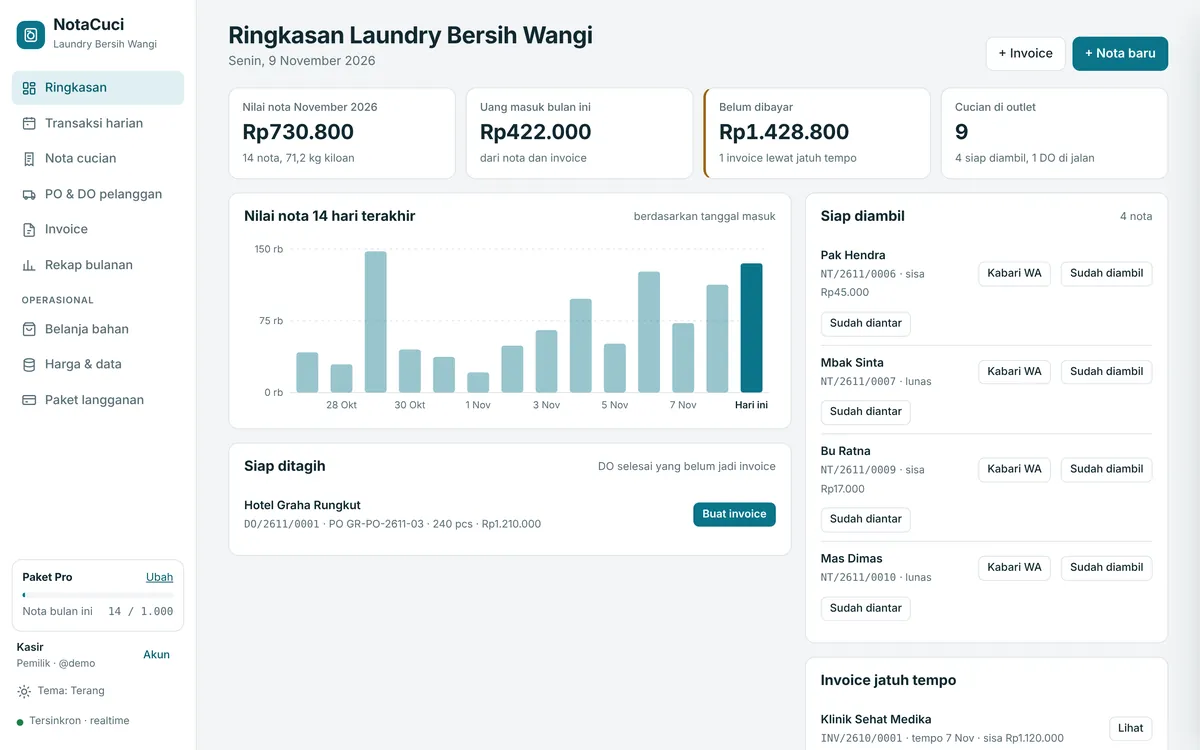 NotaCuci
Laundry Bersih Wangi
Ringkasan
Transaksi harian
Nota cucian
PO & DO pelanggan
Invoice
Rekap bulanan
OPERASIONAL
Belanja bahan
Harga & data
Paket langganan
Paket Pro
Ubah
Nota bulan ini 14 / 1.000
Kasir
Pemilik · @demo
Akun
Tema: Terang
Tersinkron · realtime
Ringkasan Laundry Bersih Wangi
Senin, 9 November 2026
+ Invoice
+ Nota baru
Nilai nota November 2026
Rp730.800
14 nota, 71,2 kg kiloan
Uang masuk bulan ini
Rp422.000
dari nota dan invoice
Belum dibayar
Rp1.428.800
1 invoice lewat jatuh tempo
Cucian di outlet
9
4 siap diambil, 1 DO di jalan
Nilai nota 14 hari terakhir
berdasarkan tanggal masuk
150 rb
75 rb
0 rb
28 Okt 30 Okt 1 Nov 3 Nov 5 Nov 7 Nov Hari ini
Siap ditagih
DO selesai yang belum jadi invoice
Hotel Graha Rungkut
DO/2611/0001 · PO GR-PO-2611-03 · 240 pcs · Rp1.210.000
Buat invoice
Siap diambil
4 nota
Pak Hendra
NT/2611/0006 · sisa
Rp45.000
Kabari WA
Sudah diambil
Sudah diantar
Mbak Sinta
NT/2611/0007 · lunas
Kabari WA
Sudah diambil
Sudah diantar
Bu Ratna
NT/2611/0009 · sisa
Rp17.000
Kabari WA
Sudah diambil
Sudah diantar
Mas Dimas
NT/2611/0010 · lunas
Kabari WA
Sudah diambil
Sudah diantar
Invoice jatuh tempo
Klinik Sehat Medika
INV/2610/0001 · tempo 7 Nov · sisa Rp1.120.000
Lihat